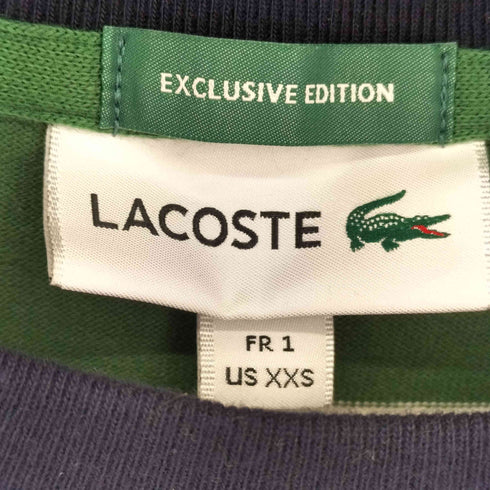 EXCLUSIVE EDITION
LACOSTE
FR 1
US XXS